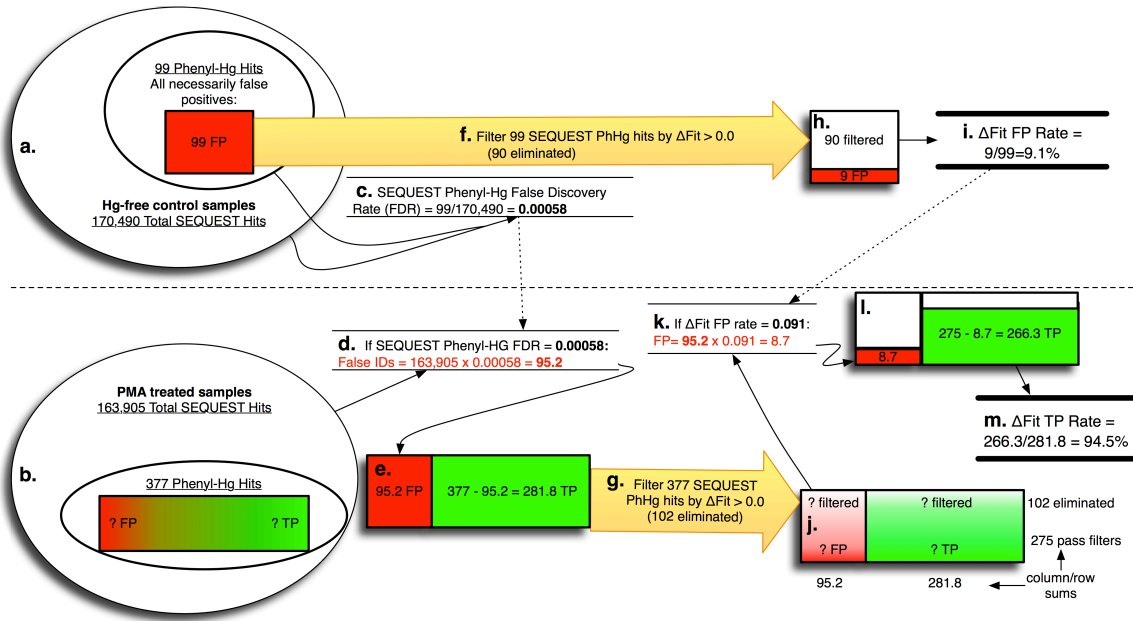 99 Phenyl-Hg Hits
All necessarily false
positives:
99 FP
a.
Hg-free control samples
170,490 Total SEQUEST Hits
f. Filter 99 SEQUEST PhHg hits by ΔFit > 0.0
(90 eliminated)
h.
90 filtered
9 FP
i. ΔFit FP Rate =
9/99=9.1%
c. SEQUEST Phenyl-Hg False Discovery
Rate (FDR) = 99/170,490 = 0.00058
d. If SEQUEST Phenyl-HG FDR = 0.00058:
False IDs = 163,905 x 0.00058 = 95.2
k. If ΔFit FP rate = 0.091:
FP= 95.2 x 0.091 = 8.7
l.
8.7
275 - 8.7 = 266.3 TP
m. ΔFit TP Rate =
266.3/281.8 = 94.5%
PMA treated samples
163,905 Total SEQUEST Hits
b.
377 Phenyl-Hg Hits
? FP
? TP
e.
95.2 FP
377 - 95.2 = 281.8 TP
g. Filter 377 SEQUEST
PhHg hits by ΔFit > 0.0
(102 eliminated)
? filtered
? filtered
102 eliminated
j.
? FP
? TP
275 pass filters
95.2
281.8
column/row
sums